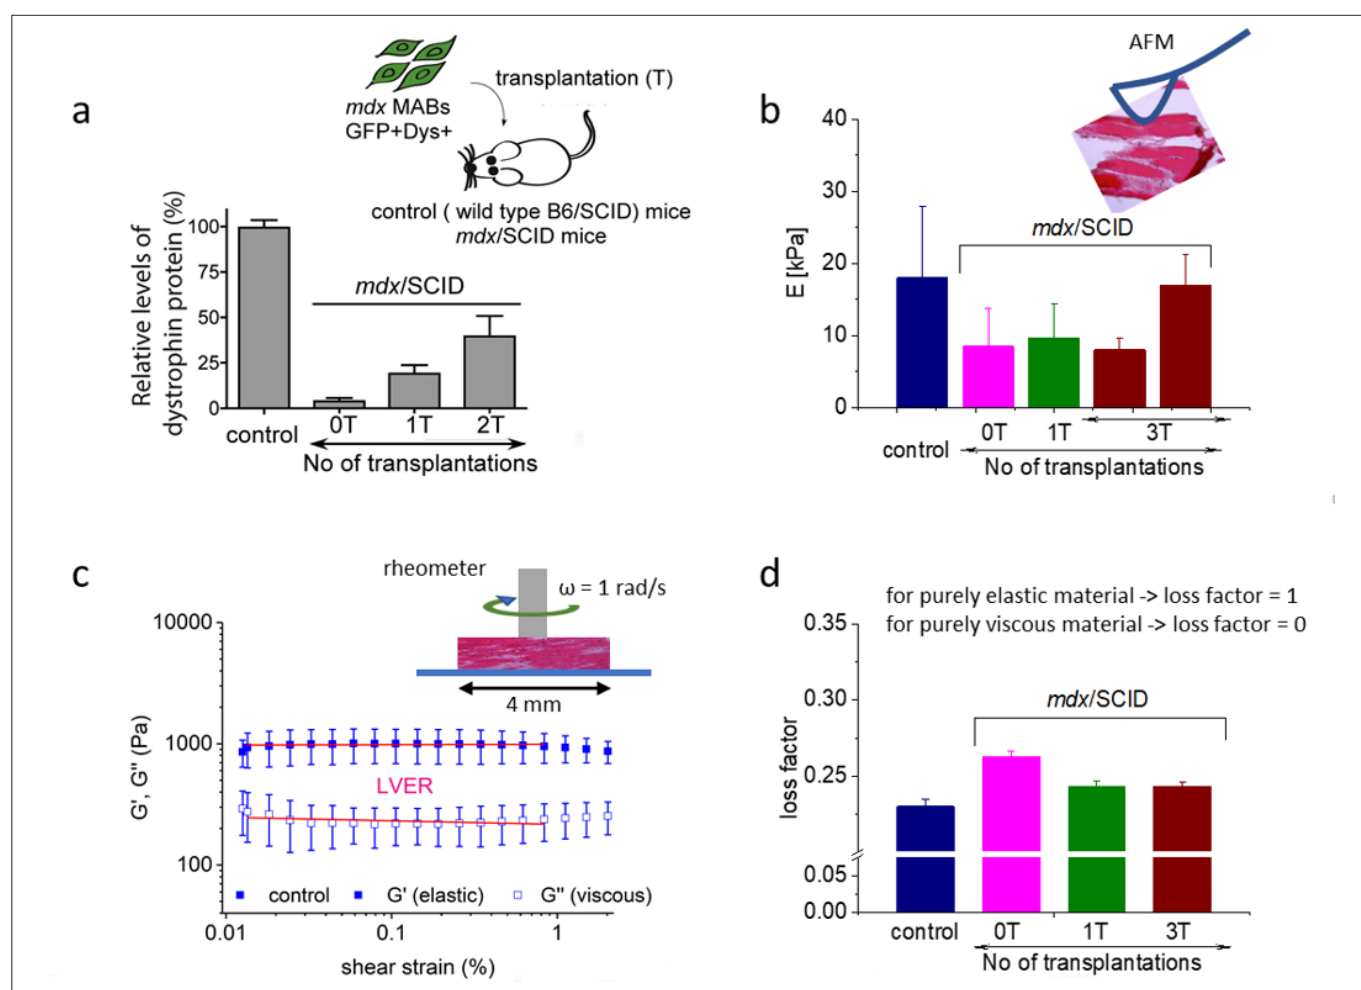 a
mdx MABs
GFP+Dys+
transplantation (T)
control ( wild type B6/SCID) mice
mdx/SCID mice
Relative levels of
dystrophin protein (%)
100
75
50
25
0
mdx/SCID
control
0T
1T
2T
No of transplantations
b
AFM
E [kPa]
40
30
20
10
0
mdx/SCID
control
0T
1T
3T
No of transplantations
c
rheometer
ω = 1 rad/s
4 mm
G', G" (Pa)
10000
1000
100
LVER
control
G' (elastic)
G" (viscous)
0.01
0.1
1
shear strain (%)
d
for purely elastic material -> loss factor = 1
for purely viscous material -> loss factor = 0
loss factor
0.35
0.30
0.25
0.05
0.00
mdx/SCID
control
0T
1T
3T
No of transplantations